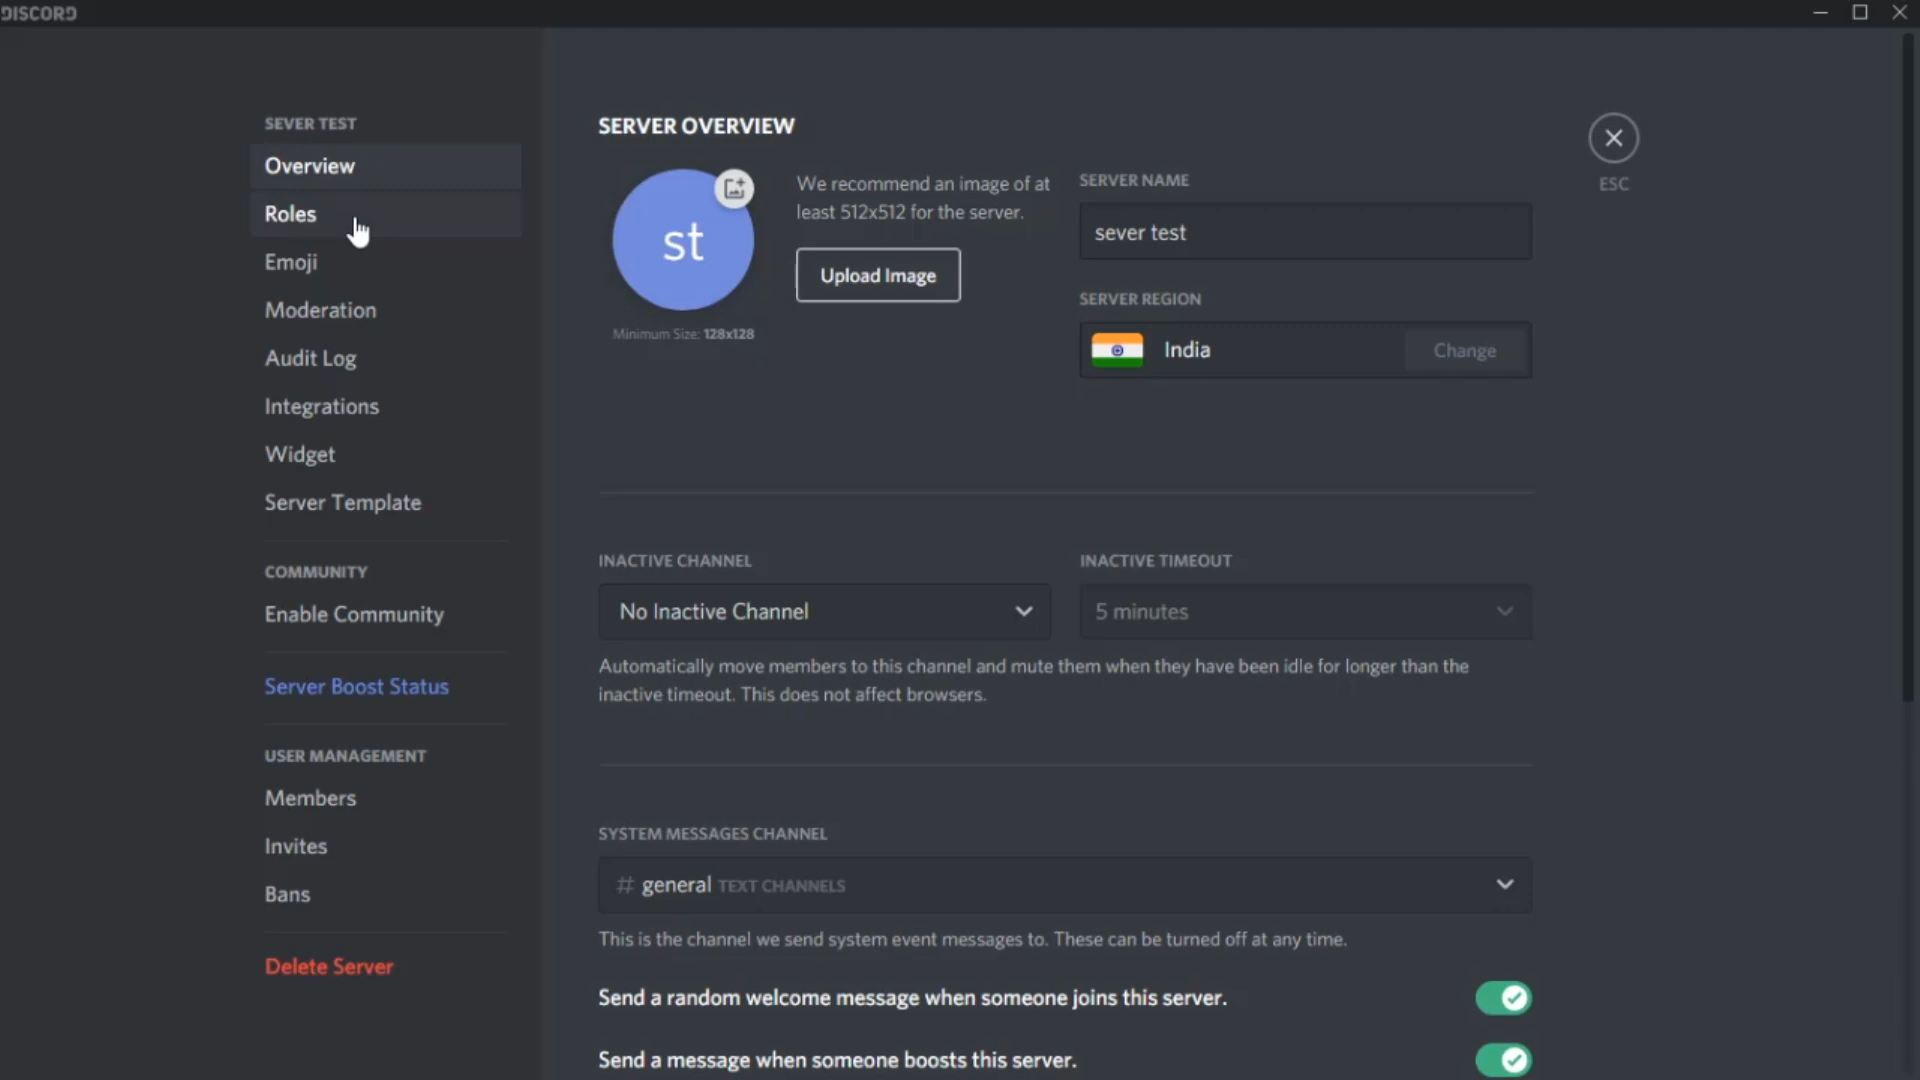 DISCORD
SEVER TEST
Overview
Roles
Emoji
Moderation
Audit Log
Integrations
Widget
Server Template
COMMUNITY
Enable Community
Server Boost Status
USER MANAGEMENT
Members
Invites
Bans
Delete Server
SERVER OVERVIEW
st
Minimum Size: 128x128
We recommend an image of at
least 512x512 for the server.
Upload Image
SERVER NAME
sever test
SERVER REGION
India
Change
ESC
INACTIVE CHANNEL
No Inactive Channel
INACTIVE TIMEOUT
5 minutes
Automatically move members to this channel and mute them when they have been idle for longer than the
inactive timeout. This does not affect browsers.
SYSTEM MESSAGES CHANNEL
# general TEXT CHANNELS
This is the channel we send system event messages to. These can be turned off at any time.
Send a random welcome message when someone joins this server.
Send a message when someone boosts this server.